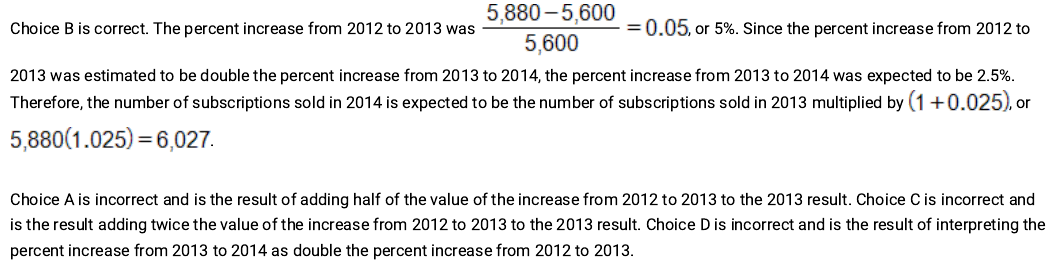 Choice B is correct. The percent increase from 2012 to 2013 was (5,880 – 5,600)/5,600 = 0.05, or 5%. Since the percent increase from 2012 to
2013 was estimated to be double the percent increase from 2013 to 2014, the percent increase from 2013 to 2014 was expected to be 2.5%.
Therefore, the number of subscriptions sold in 2014 is expected to be the number of subscriptions sold in 2013 multiplied by (1 + 0.025), or
5,880(1.025) = 6,027.
Choice A is incorrect and is the result of adding half of the value of the increase from 2012 to 2013 to the 2013 result. Choice C is incorrect and
is the result adding twice the value of the increase from 2012 to 2013 to the 2013 result. Choice D is incorrect and is the result of interpreting the
percent increase from 2013 to 2014 as double the percent increase from 2012 to 2013.